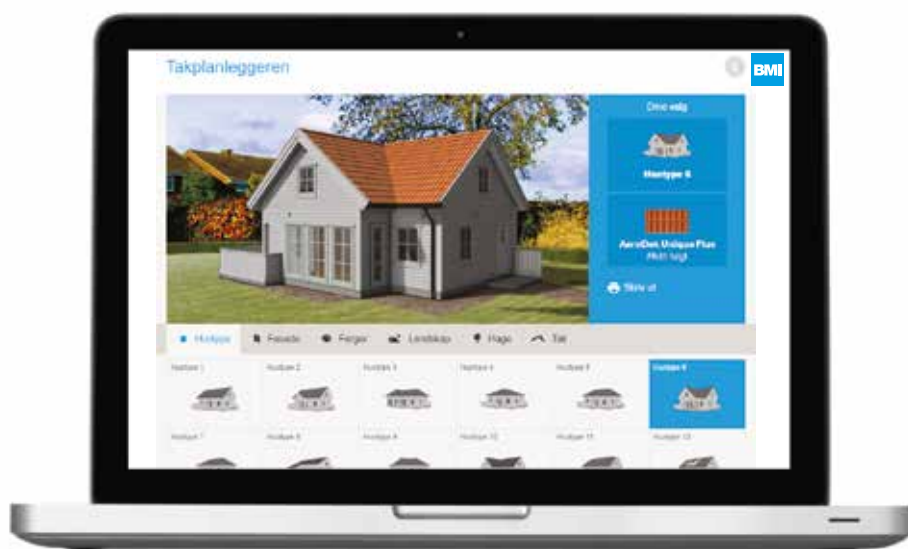 Takplanleggeren
BMI
Dine valg
Hustype 6
AeroDek Unique Plus
Skriv ut
Hustype
Fasade
Farger
Landskap
Hage
Tak
Hustype 1
Hustype 2
Hustype 3
Hustype 4
Hustype 5
Hustype 6
Hustype 7
Hustype 8
Hustype 9
Hustype 10
Hustype 11
Hustype 12